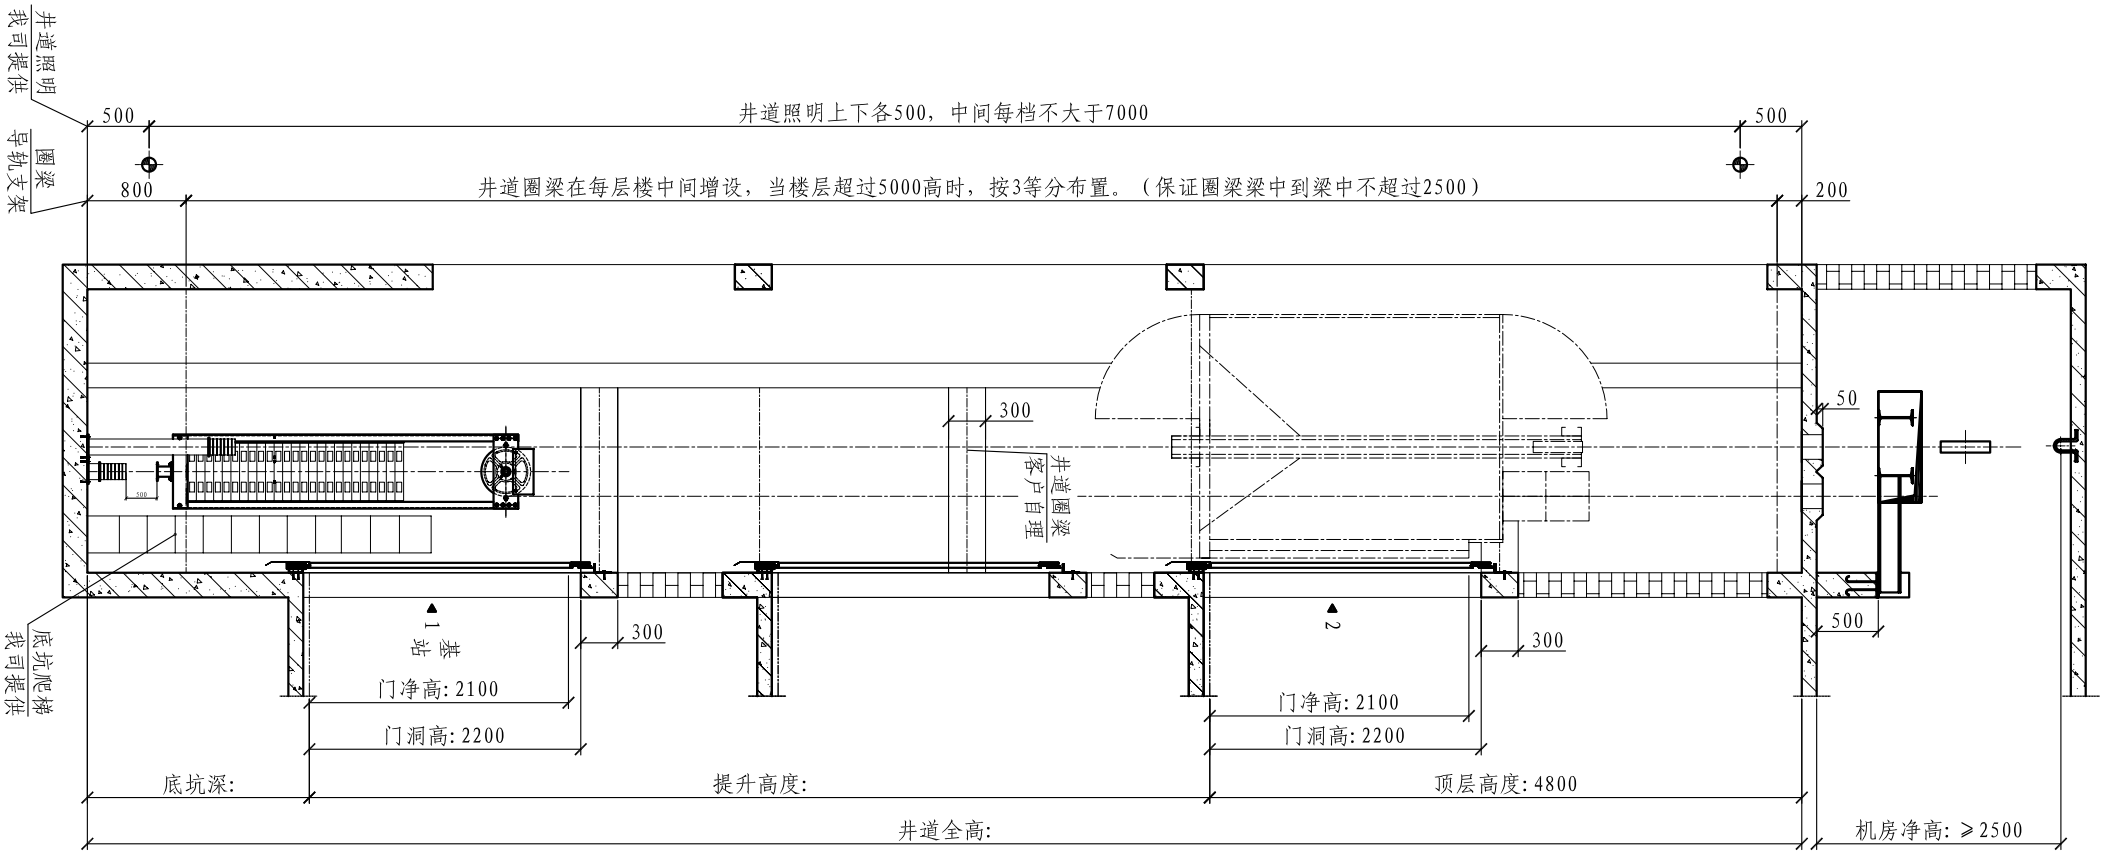 井道照明
我司提供
500
井道照明上下各500，中间每档不大于7000
500
圈梁
导轨支架
800
井道圈梁在每层楼中间增设，当楼层超过5000高时，按3等分布置。（保证圈梁梁中到梁中不超过2500）
200
50
300
井道圈梁
客户自理
500
底坑爬梯
我司提供
1
基站
300
2
300
500
门净高:2100
门净高:2100
门洞高:2200
门洞高:2200
底坑深:
提升高度:
顶层高度:4800
井道全高:
机房净高:≥2500